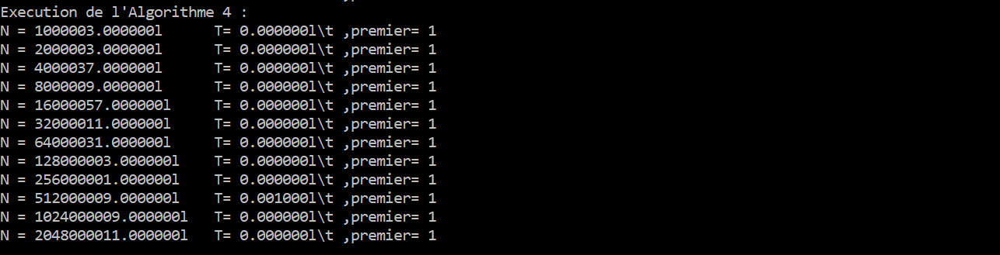 Execution de l'Algorithme 4 :
N = 1000003.000000l T= 0.000000l\t ,premier= 1
N = 2000003.000000l T= 0.000000l\t ,premier= 1
N = 4000037.000000l T= 0.000000l\t ,premier= 1
N = 8000009.000000l T= 0.000000l\t ,premier= 1
N = 16000057.000000l T= 0.000000l\t ,premier= 1
N = 32000011.000000l T= 0.000000l\t ,premier= 1
N = 64000031.000000l T= 0.000000l\t ,premier= 1
N = 128000003.000000l T= 0.000000l\t ,premier= 1
N = 256000001.000000l T= 0.000000l\t ,premier= 1
N = 512000009.000000l T= 0.001000l\t ,premier= 1
N = 1024000009.000000l T= 0.000000l\t ,premier= 1
N = 2048000011.000000l T= 0.000000l\t ,premier= 1